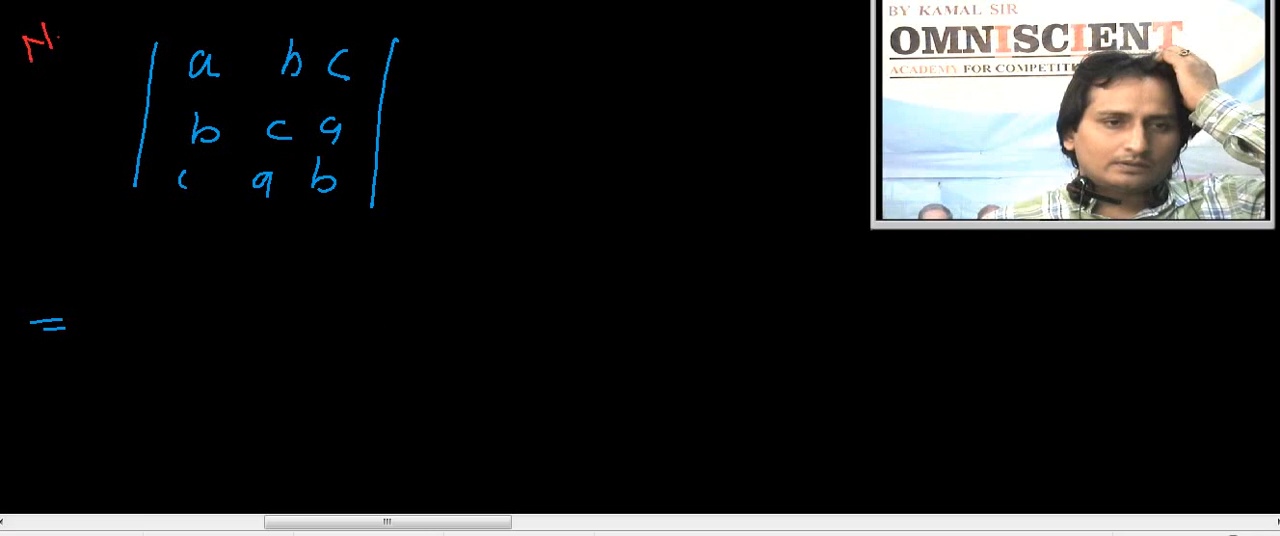 BY KAMAL SIR
OMNISCIENT
ACADEMY FOR COMPETITI
N.
a b c
b c a
c a b
=